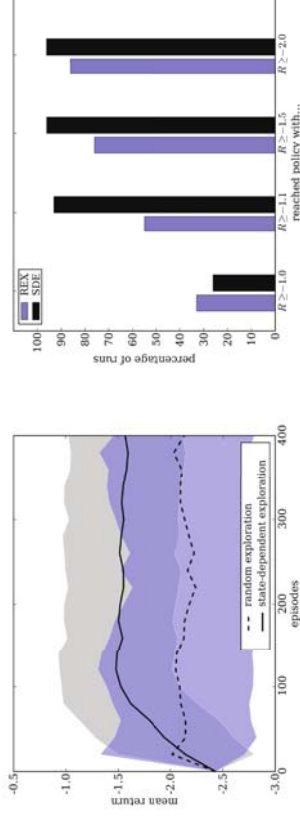 -0.5
-1.0
-1.5
-2.0
-2.5
-3.0
mean return
0
100
200
300
400
episodes
random exploration
state-dependent exploration
100
90
80
70
60
50
40
30
20
10
0
percentage of runs
REX
SDE
R ≥−1.0
R ≥−1.1
R ≥−1.5
R ≥−2.0
reached policy with...